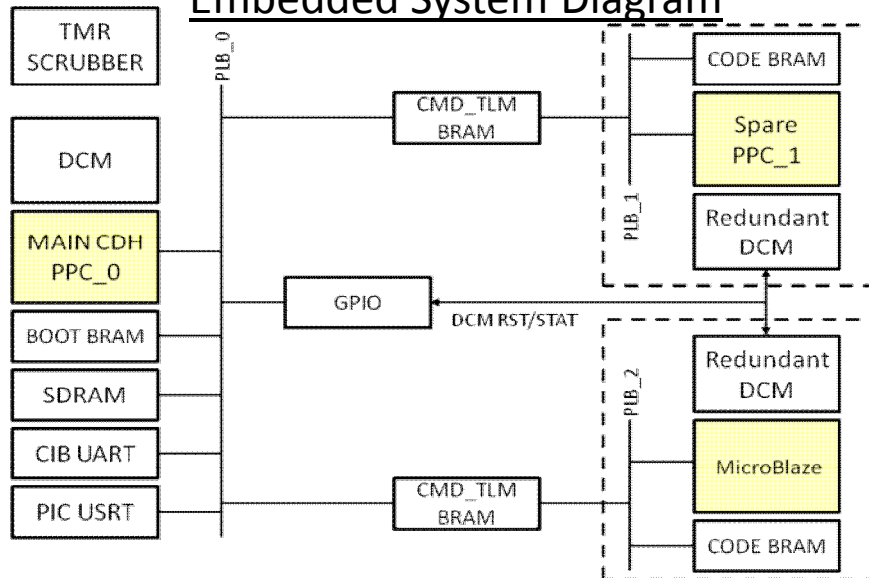 Embedded System Diagram
TMR
SCRUBBER
DCM
MAIN CDH
PPC_0
BOOT BRAM
SDRAM
CIB UART
PIC USRT
PLB_0
CMD_TLM
BRAM
GPIO
DCM RST/STAT
CMD_TLM
BRAM
PLB_1
CODE BRAM
Spare
PPC_1
Redundant
DCM
PLB_2
Redundant
DCM
MicroBlaze
CODE BRAM